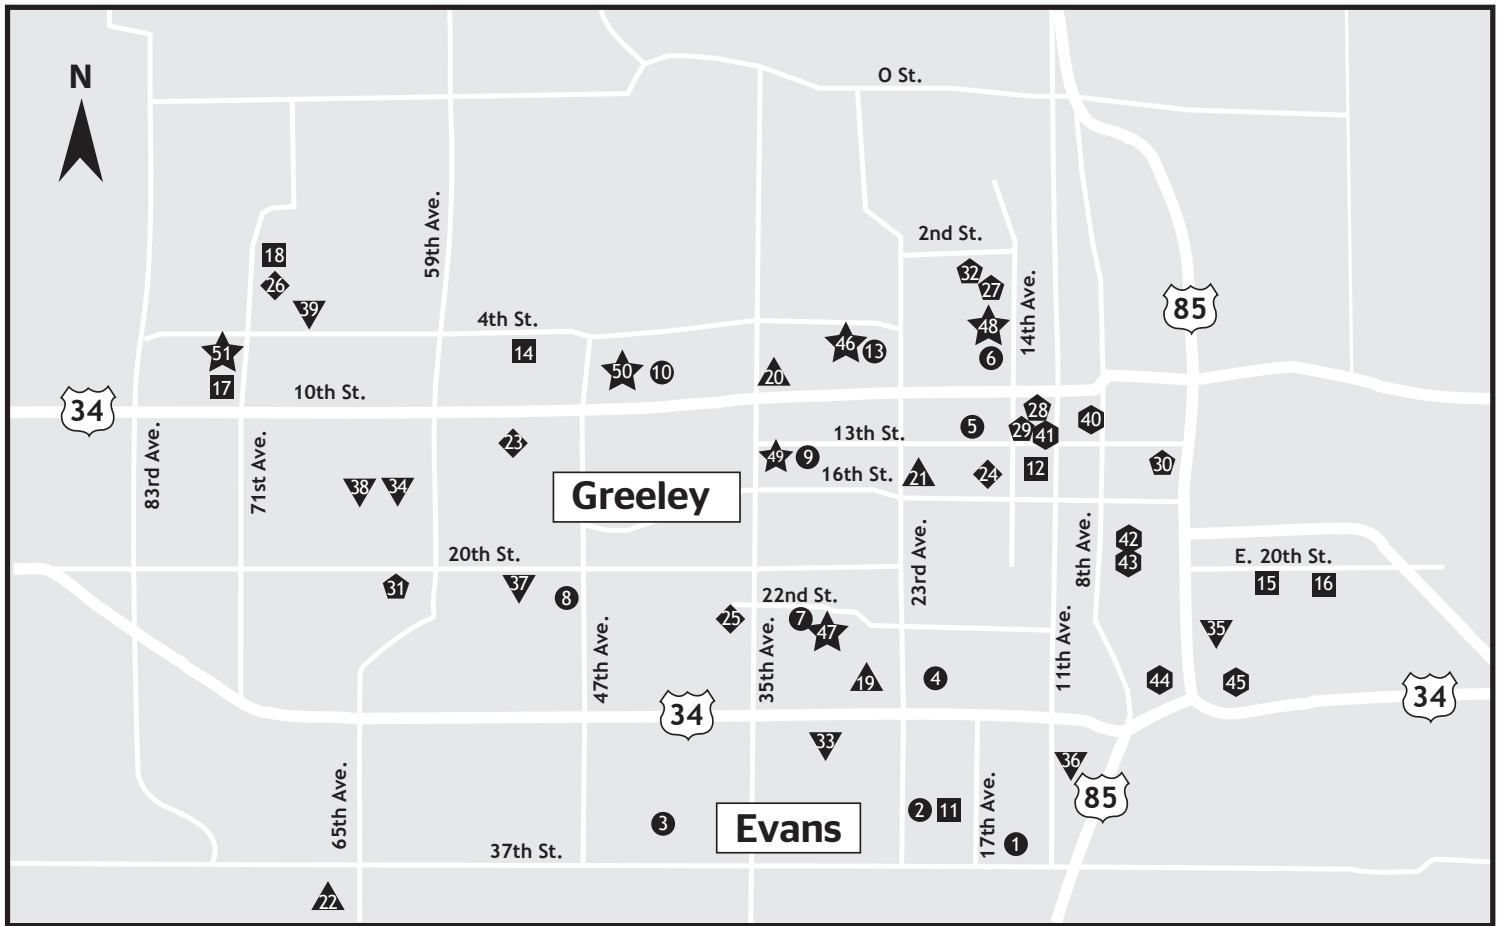 O St.
N
59th Ave.
2nd St.
18
32
26
27
14th Ave.
85
39
4th St.
48
46
13
51
14
6
50
10
20
17
10th St.
34
28
40
5
29
41
13th St.
23
49
9
30
83rd Ave.
71st Ave.
16th St.
21
24
12
38
34
Greeley
42
23rd Ave.
8th Ave.
20th St.
E. 20th St.
43
31
37
15
16
8
22nd St.
25
7
47
35
47th Ave.
35th Ave.
11th Ave.
19
4
44
45
34
34
33
36
85
65th Ave.
3
Evans
2
11
17th Ave.
1
37th St.
22